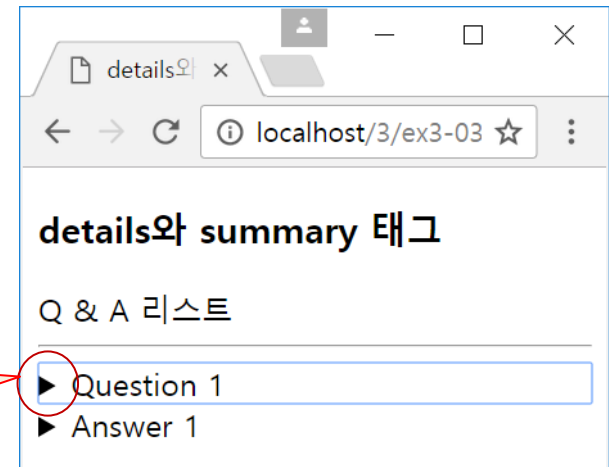 details와
localhost/3/ex3-03
details와 summary 태그
Q & A 리스트
Question 1
Answer 1